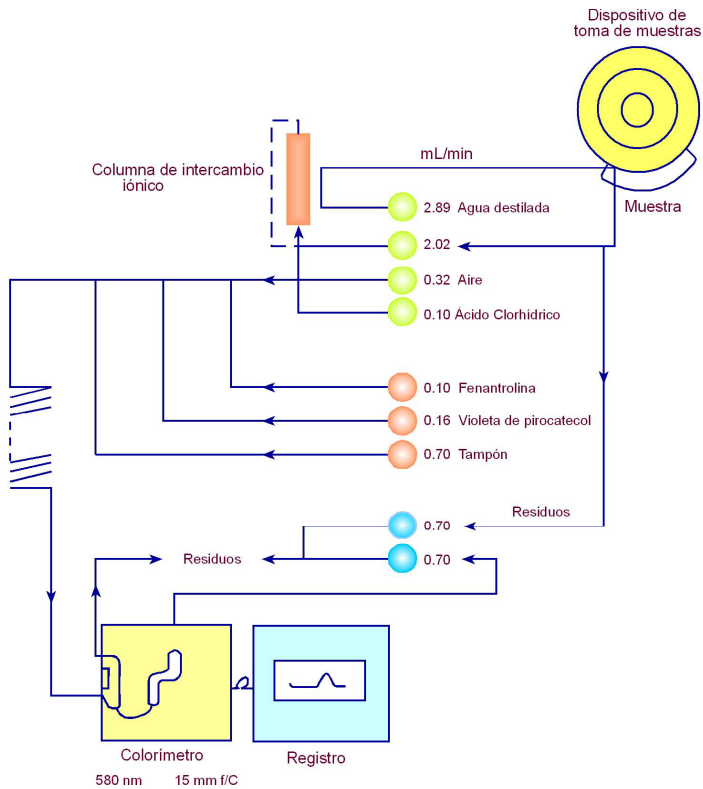 Dispositivo de
toma de muestras
Columna de intercambio
iónico
mL/min
Muestra
2.89 Agua destilada
2.02
0.32 Aire
0.10 Ácido Clorhídrico
0.10 Fenantrolina
0.16 Violeta de pirocatecol
0.70 Tampón
Residuos
0.70
Residuos
0.70
Colorímetro
Registro
580 nm 15 mm f/C